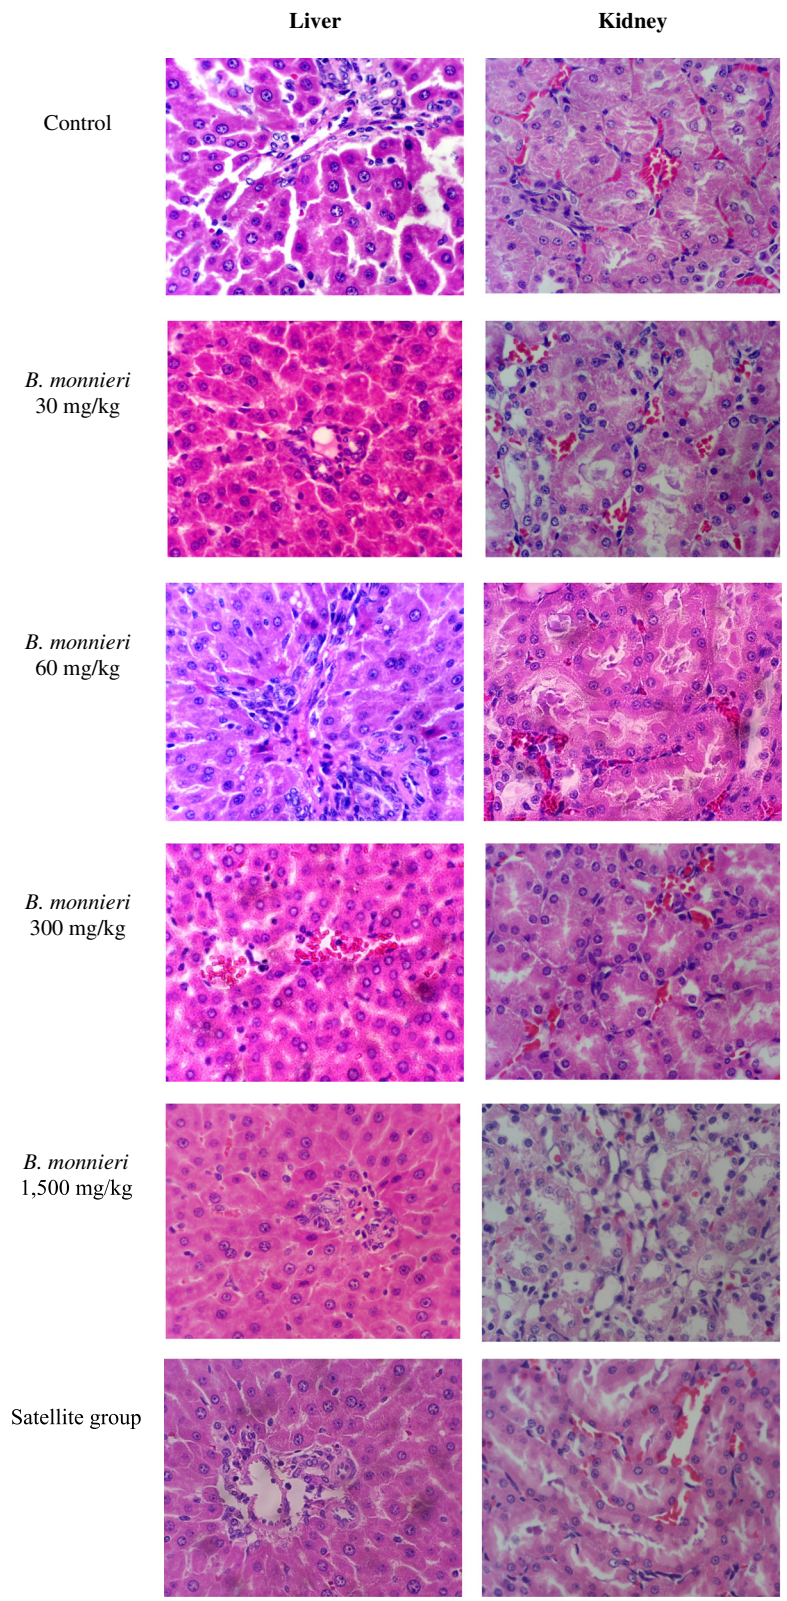 Liver Kidney
Control
B. monnieri
30 mg/kg
B. monnieri
60 mg/kg
B. monnieri
300 mg/kg
B. monnieri
1,500 mg/kg
Satellite group